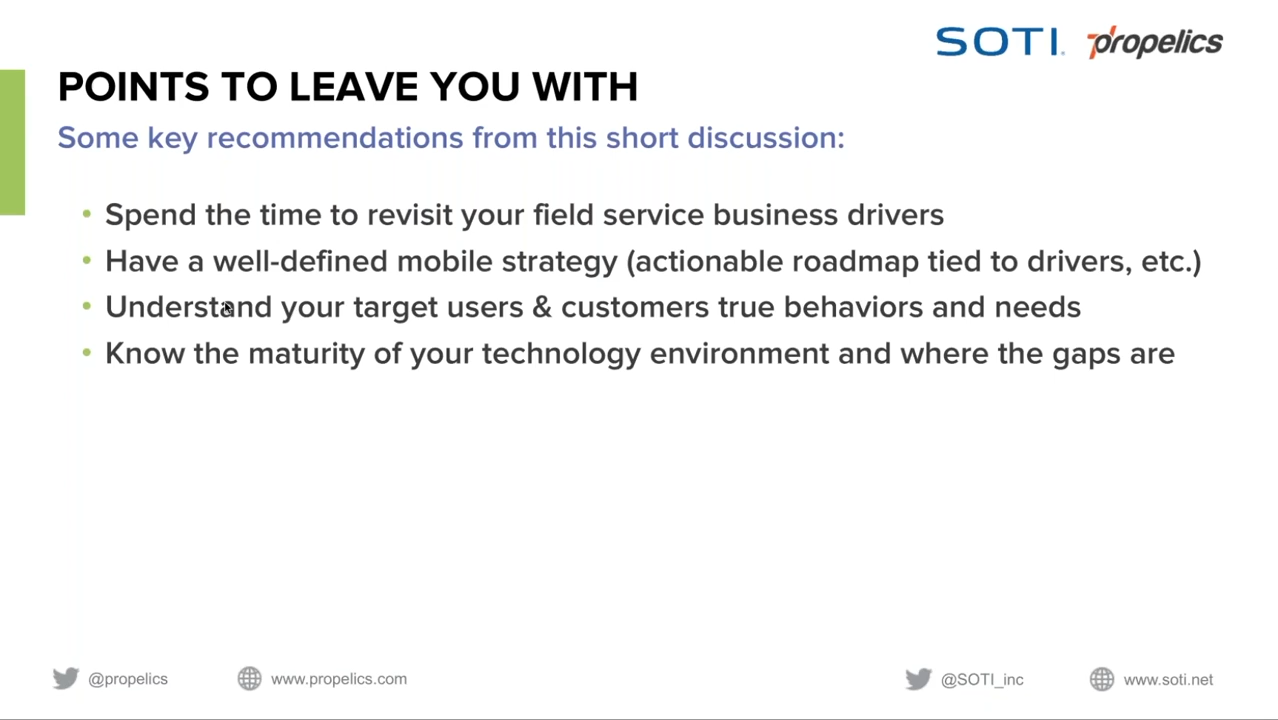 SOTI propelics
POINTS TO LEAVE YOU WITH
Some key recommendations from this short discussion:
• Spend the time to revisit your field service business drivers
• Have a well-defined mobile strategy (actionable roadmap tied to drivers, etc.)
• Understand your target users & customers true behaviors and needs
• Know the maturity of your technology environment and where the gaps are
@propelics www.propelics.com @SOTI_inc www.soti.net